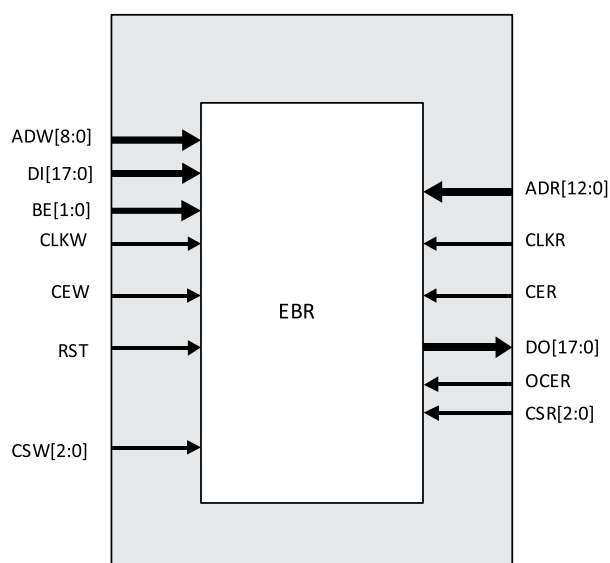 ADW[8:0]
DI[17:0]
BE[1:0]
CLKW
CEW
RST
CSW[2:0]
EBR
ADR[12:0]
CLKR
CER
DO[17:0]
OCER
CSR[2:0]